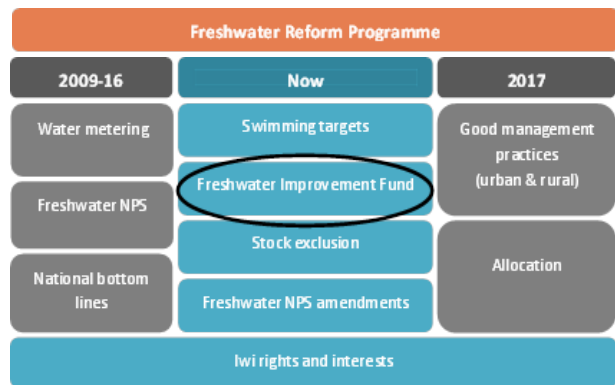 Freshwater Reform Programme
2009-16
Now
2017
Water metering
Freshwater NPS
National bottom
lines
Swimming targets
Freshwater Improvement Fund
Stock exclusion
Freshwater NPS amendments
Good management
practices
(urban & rural)
Allocation
Iwi rights and interests